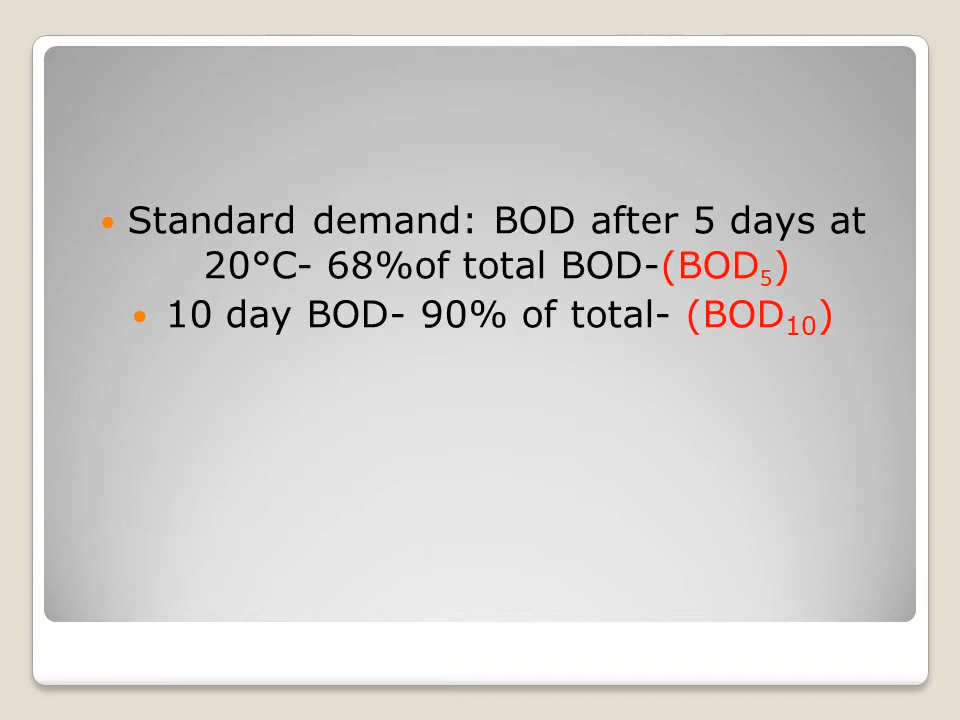 • Standard demand: BOD after 5 days at
20°C- 68%of total BOD-(BOD₅)
• 10 day BOD- 90% of total- (BOD₁₀)